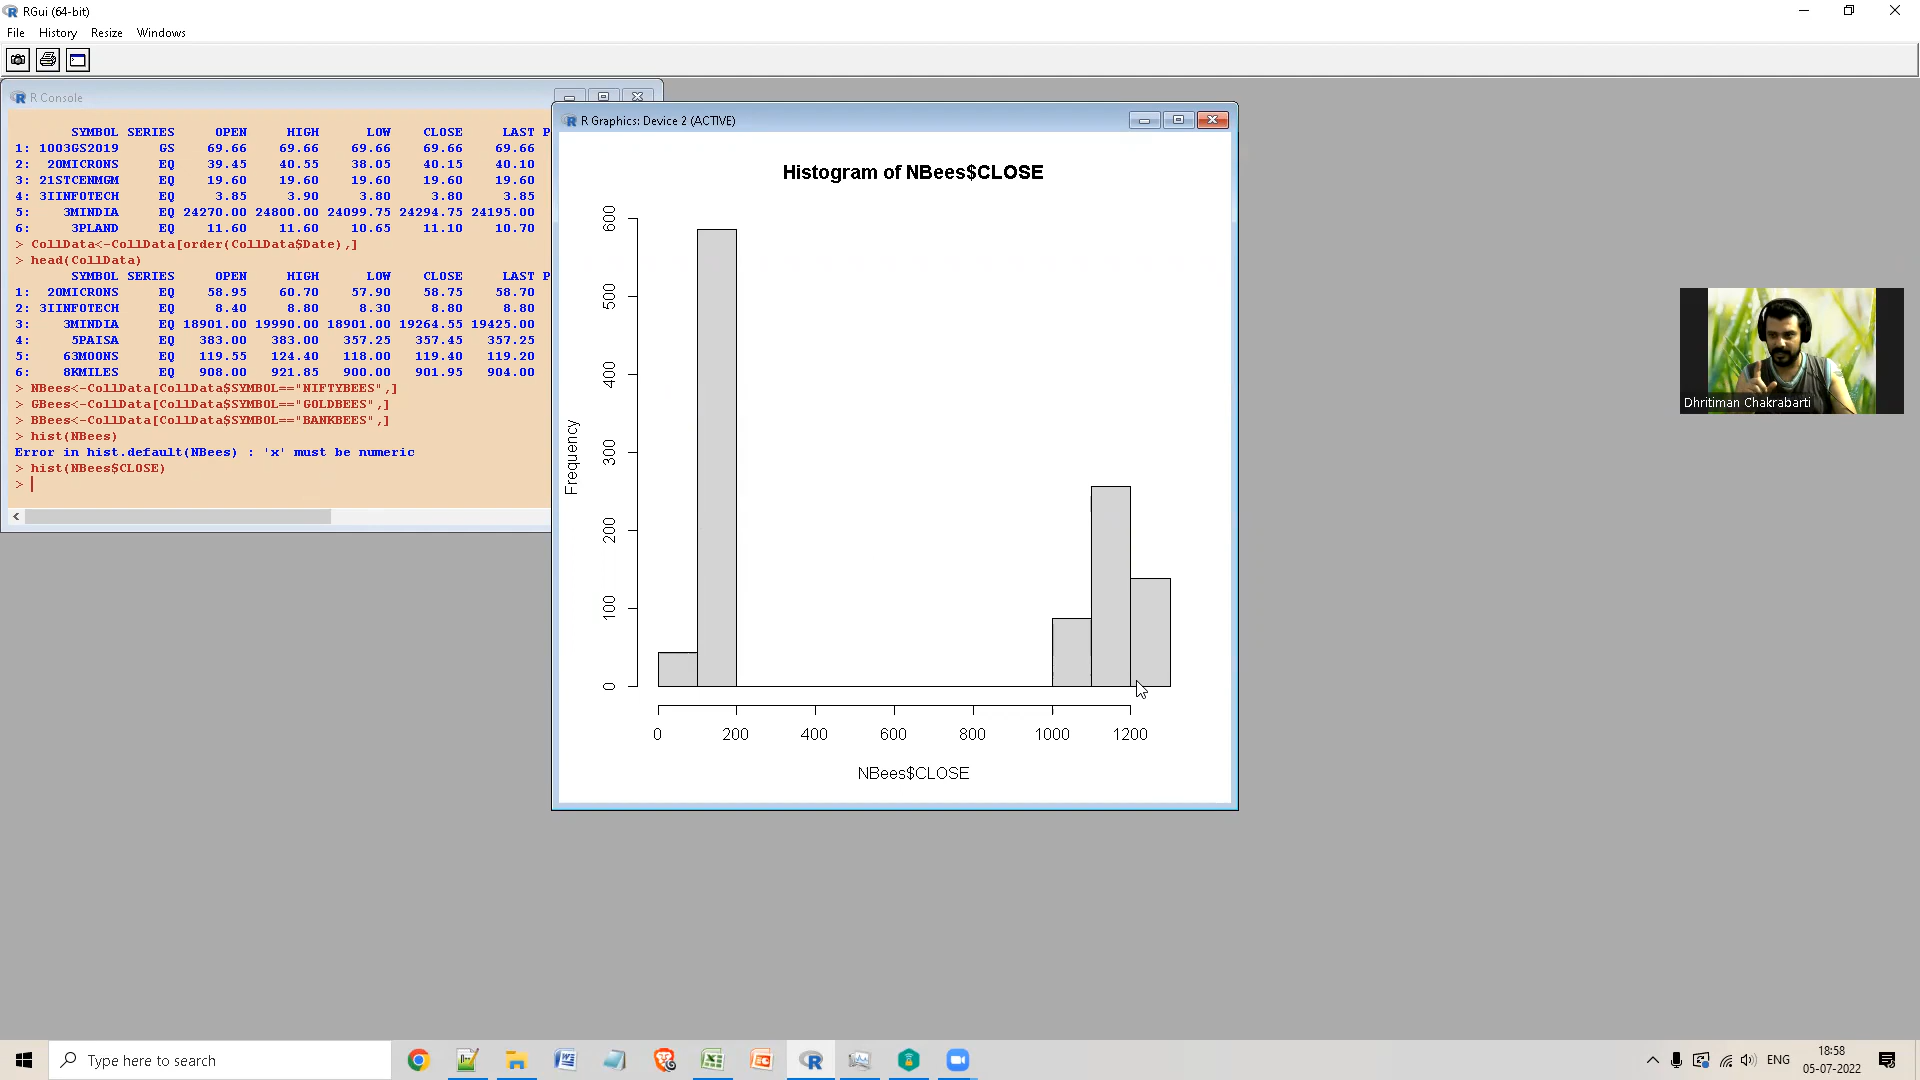 RGui (64-bit)
File History Resize Windows
R Console
SYMBOL SERIES OPEN HIGH LOW CLOSE LAST P
1: 1003GS2019 GS 69.66 69.66 69.66 69.66 69.66
2: 20MICRONS EQ 39.45 40.55 38.05 40.15 40.10
3: 21STCENMGM EQ 19.60 19.60 19.60 19.60 19.60
4: 3IINFOTECH EQ 3.85 3.90 3.80 3.80 3.85
5: 3MINDIA EQ 24270.00 24800.00 24099.75 24294.75 24195.00
6: 3PLAND EQ 11.60 11.60 10.65 11.10 10.70
> CollData<-CollData[order(CollData$Date),]
> head(CollData)
SYMBOL SERIES OPEN HIGH LOW CLOSE LAST P
1: 20MICRONS EQ 58.95 60.70 57.90 58.75 58.70
2: 3IINFOTECH EQ 8.40 8.80 8.30 8.80 8.80
3: 3MINDIA EQ 18901.00 19990.00 18901.00 19264.55 19425.00
4: 5PAISA EQ 383.00 383.00 357.25 357.45 357.25
5: 63MOONS EQ 119.55 124.40 118.00 119.40 119.20
6: 8KMILES EQ 908.00 921.85 900.00 901.95 904.00
> NBees<-CollData[CollData$SYMBOL=="NIFTYBEES",]
> GBees<-CollData[CollData$SYMBOL=="GOLDBEES",]
> BBees<-CollData[CollData$SYMBOL=="BANKBEES",]
> hist(NBees)
Error in hist.default(NBees) : 'x' must be numeric
> hist(NBees$CLOSE)
>
R Graphics: Device 2 (ACTIVE)
Histogram of NBees$CLOSE
Frequency
600
500
400
300
200
100
0
0 200 400 600 800 1000 1200
NBees$CLOSE
Dhritiman Chakrabarti
Type here to search
ENG
18:58
05-07-2022